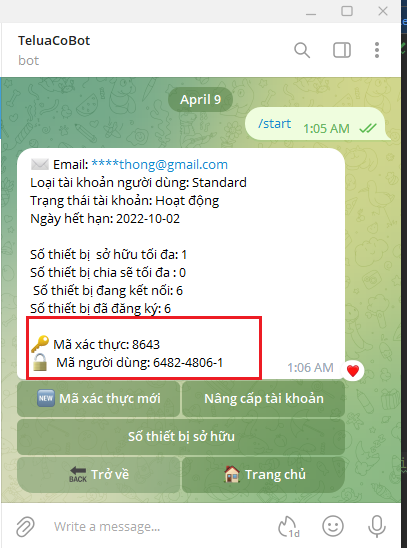 TeluaCoBot
bot
April 9
/start
1:05 AM
Email: ****thong@gmail.com
Loại tài khoản người dùng: Standard
Trạng thái tài khoản: Hoạt động
Ngày hết hạn: 2022-10-02
Số thiết bị sở hữu tối đa: 1
Số thiết bị chia sẽ tối đa : 0
Số thiết bị đang kết nối: 6
Số thiết bị đã đăng ký: 6
Mã xác thực: 8643
Mã người dùng: 6482-4806-1
1:06 AM
NEW Mã xác thực mới
Nâng cấp tài khoản
Số thiết bị sở hữu
BACK Trở về
Trang chủ
Write a message...
1d